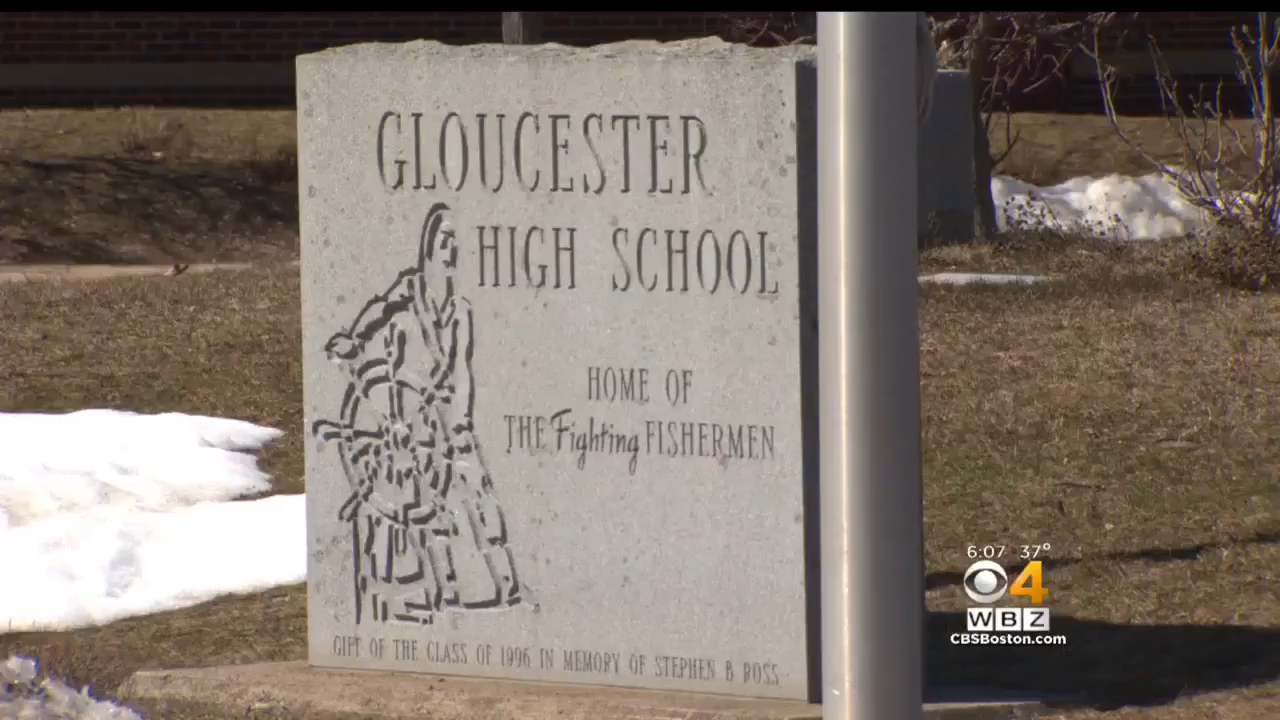 GLOUCESTER
HIGH SCHOOL
HOME OF
THE Fighting FISHERMEN
GIFT OF THE CLASS OF 1996 IN MEMORY OF STEPHEN B ROSS
6:07 37°
4
WBZ
CBSBoston.com